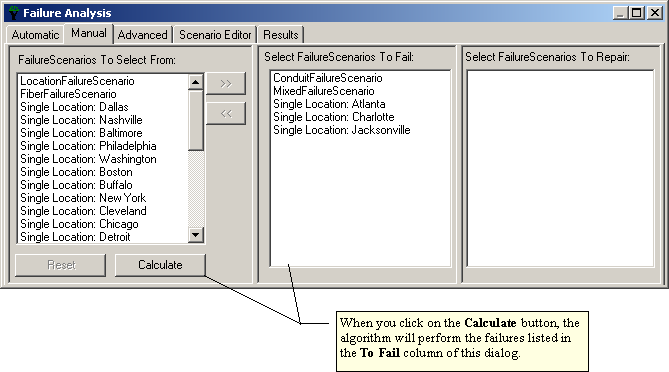 Failure Analysis
Automatic Manual Advanced Scenario Editor Results
FailureScenarios To Select From:
LocationFailureScenario
FiberFailureScenario
Single Location: Dallas
Single Location: Nashville
Single Location: Baltimore
Single Location: Philadelphia
Single Location: Washington
Single Location: Boston
Single Location: Buffalo
Single Location: New York
Single Location: Cleveland
Single Location: Chicago
Single Location: Detroit
>>
<<
Reset Calculate
Select FailureScenarios To Fail:
ConduitFailureScenario
MixedFailureScenario
Single Location: Atlanta
Single Location: Charlotte
Single Location: Jacksonville
Select FailureScenarios To Repair:
When you click on the Calculate button, the
algorithm will perform the failures listed in
the To Fail column of this dialog.